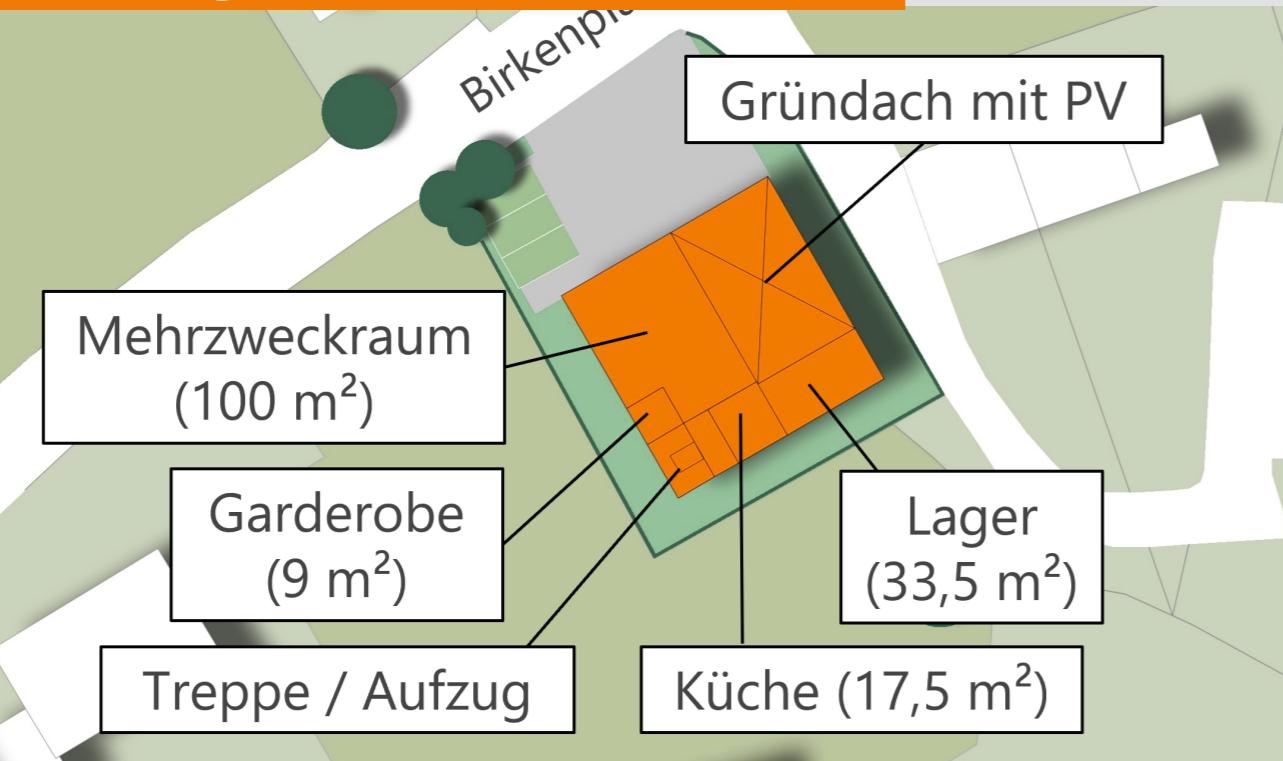 Gründach mit PV
Mehrzweckraum
(100 m²)
Garderobe
(9 m²)
Lager
(33,5 m²)
Treppe / Aufzug
Küche (17,5 m²)